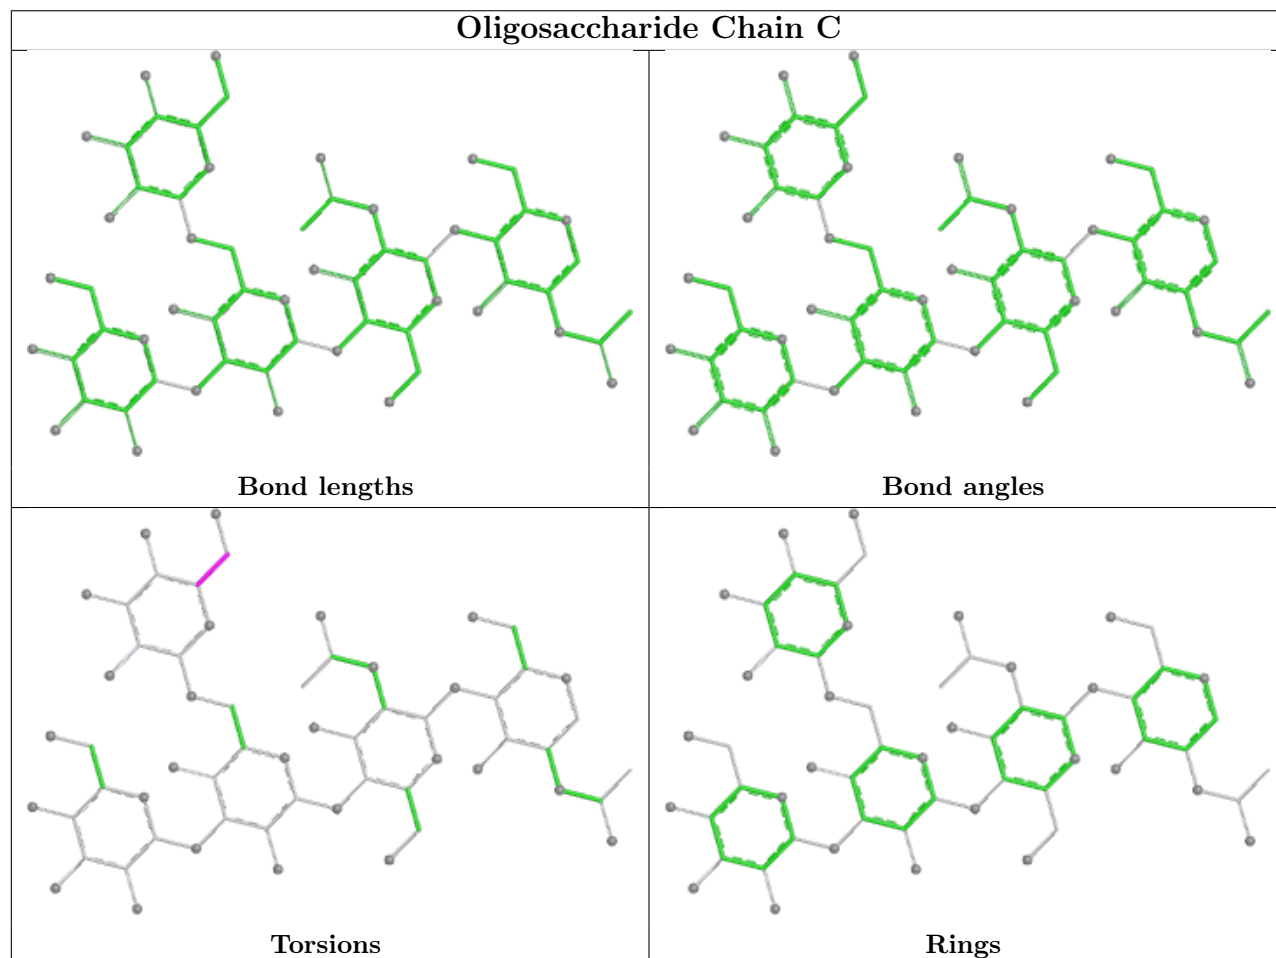 Oligosaccharide Chain C
Bond lengths
Bond angles
Torsions
Rings